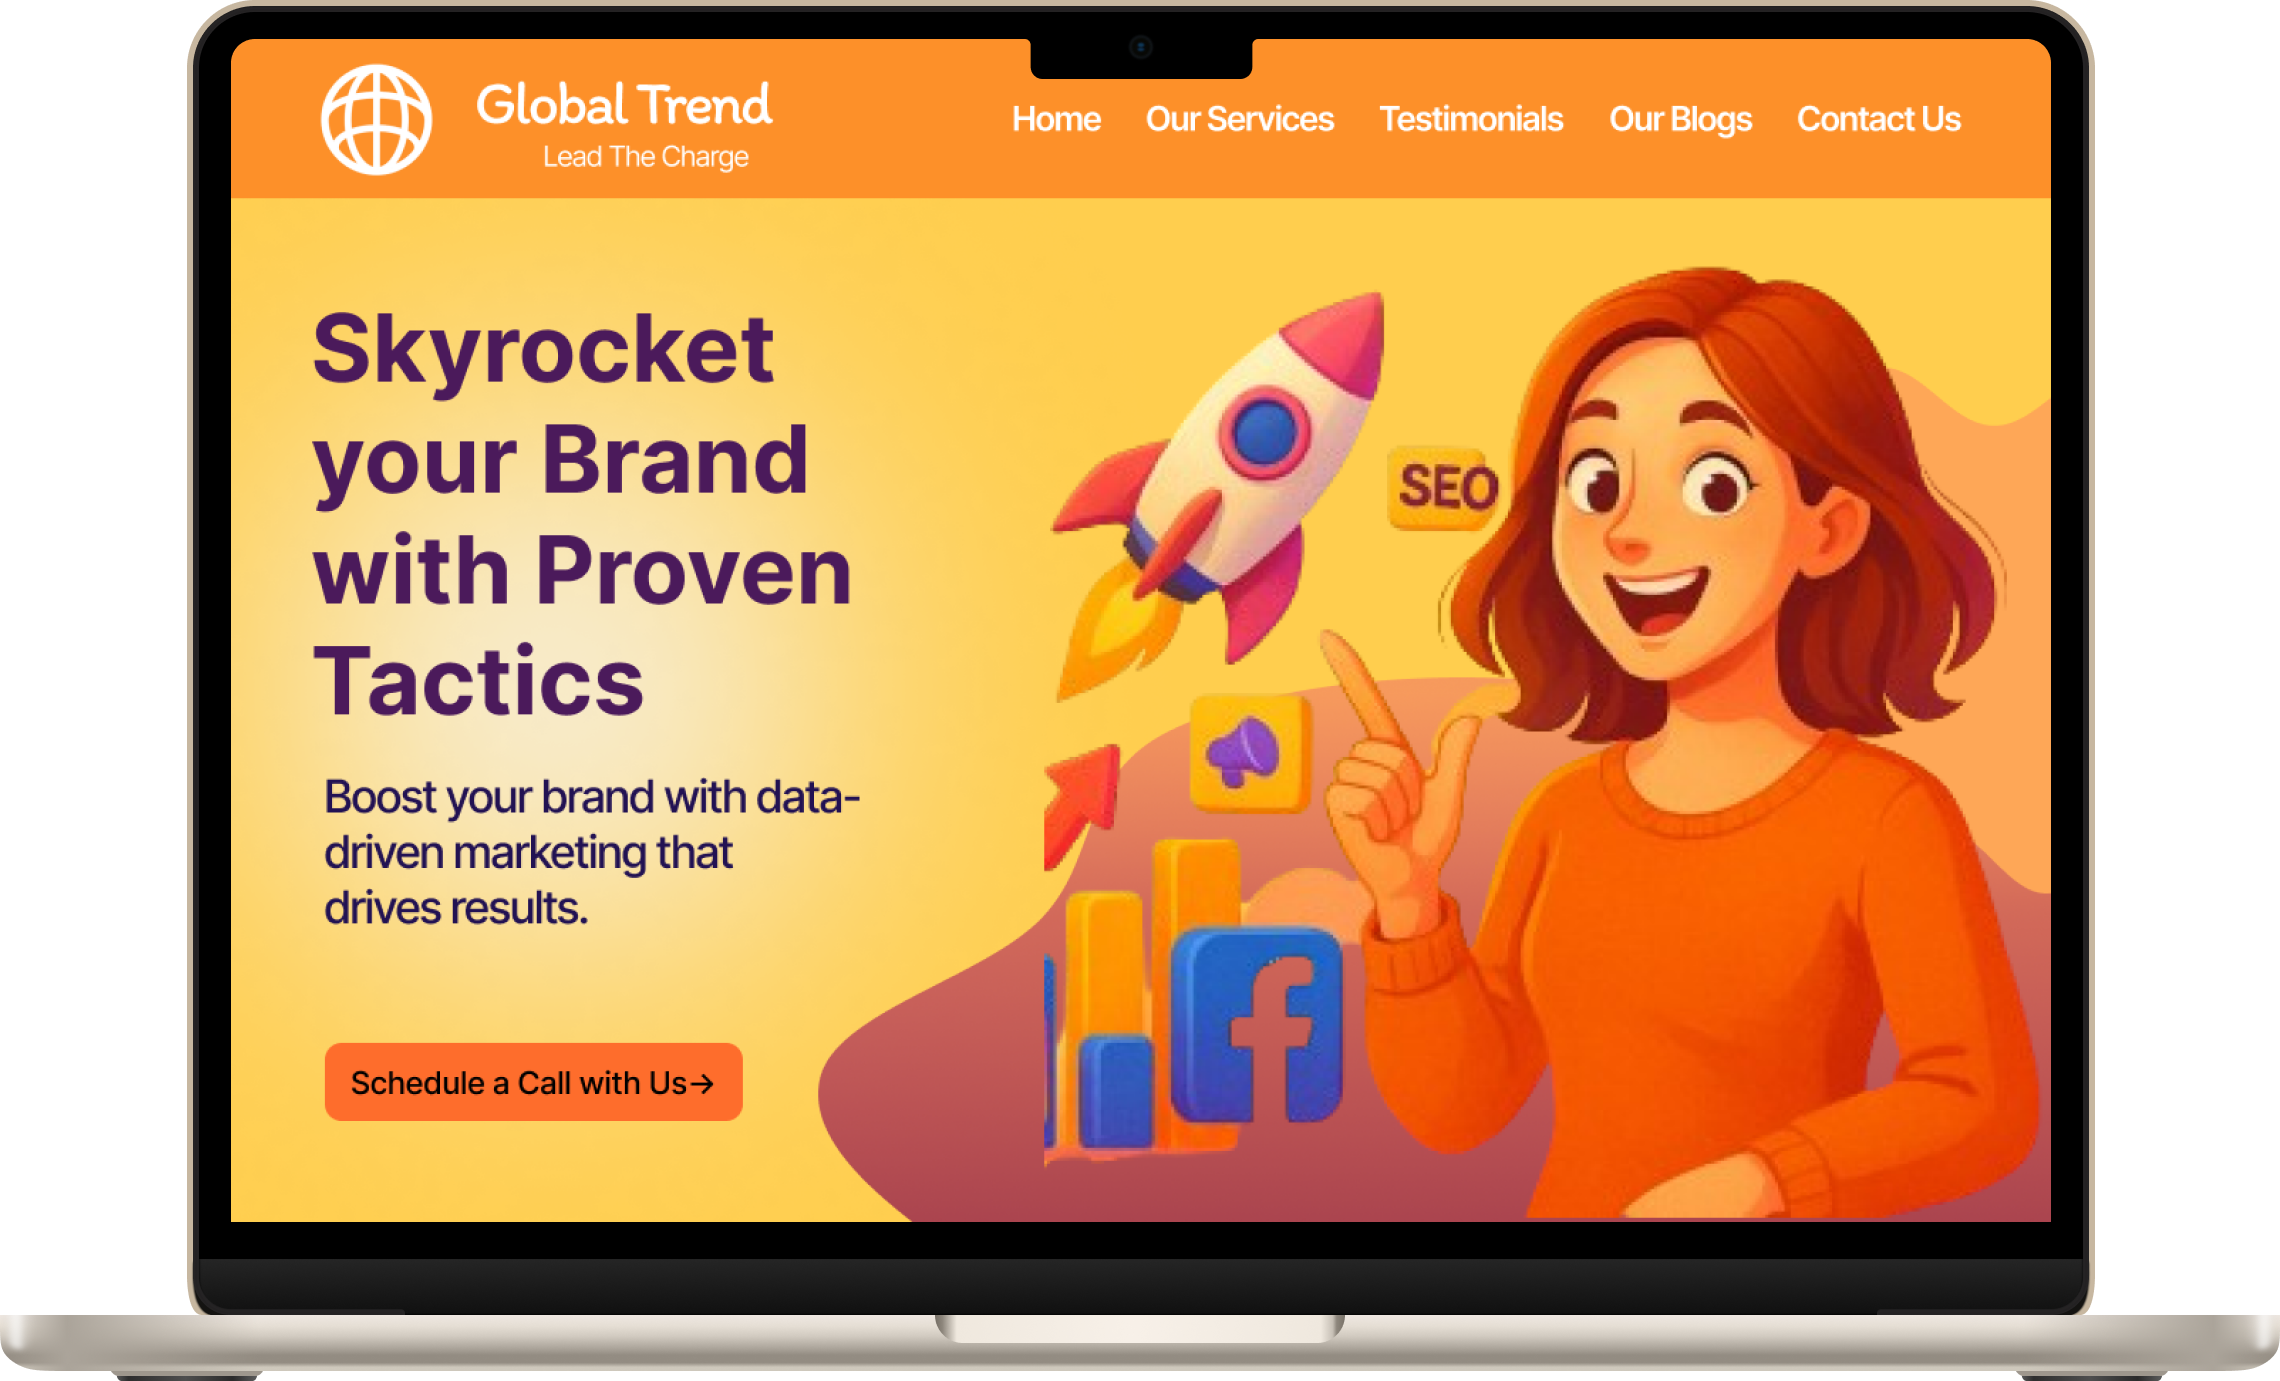 Global Trend
Lead The Charge
Home Our Services Testimonials Our Blogs Contact Us
Skyrocket
your Brand
with Proven
Tactics
Boost your brand with data-
driven marketing that
drives results.
Schedule a Call with Us→
SEO